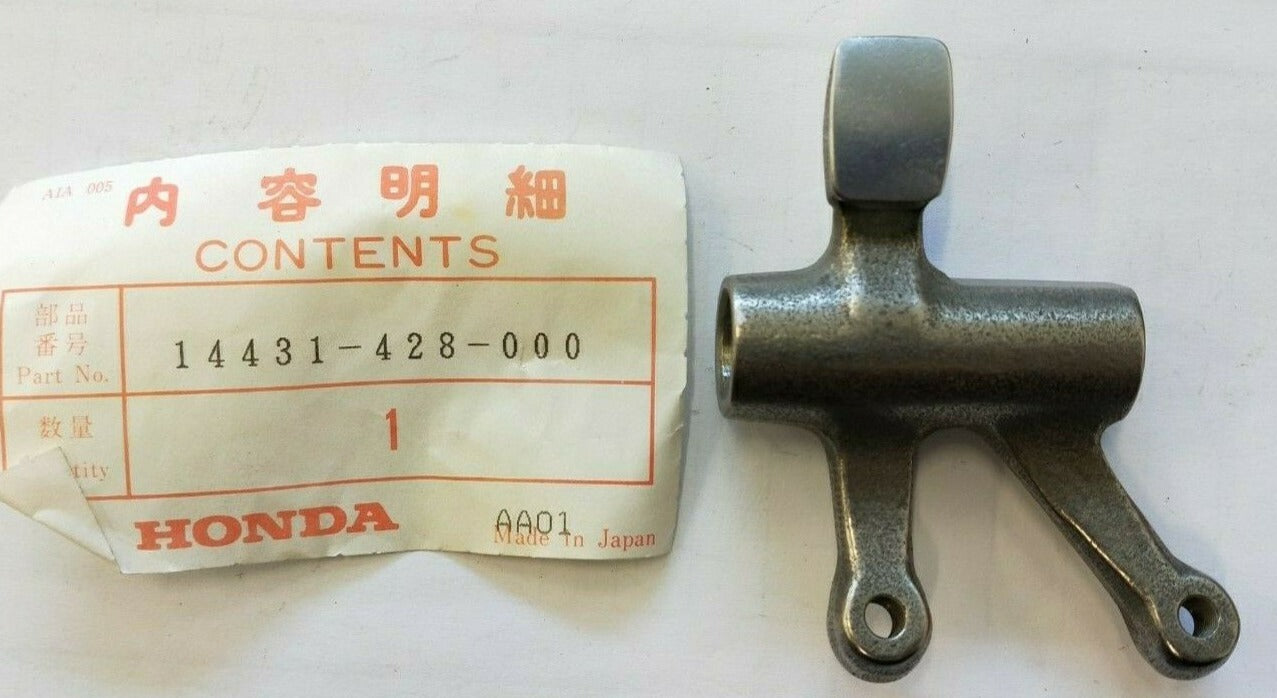 A1A 005
内容明細
CONTENTS
部品
番号
Part No.
14431-428-000
数量
1
HONDA
AA01
Made in Japan